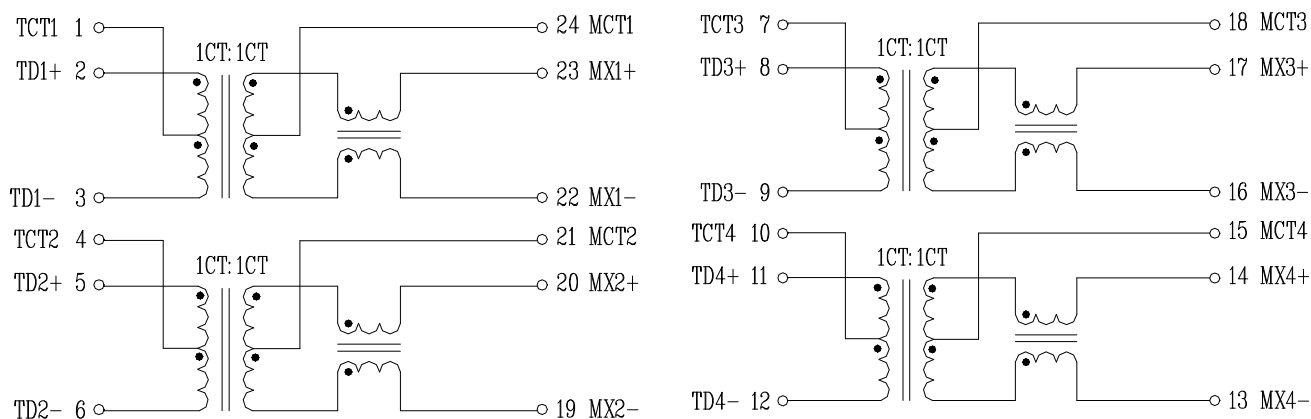 TCT1 1
24 MCT1
1CT:1CT
TD1+ 2
23 MX1+
TD1- 3
22 MX1-
TCT2 4
21 MCT2
1CT:1CT
TD2+ 5
20 MX2+
TD2- 6
19 MX2-
TCT3 7
18 MCT3
1CT:1CT
TD3+ 8
17 MX3+
TD3- 9
16 MX3-
TCT4 10
15 MCT4
1CT:1CT
TD4+ 11
14 MX4+
TD4- 12
13 MX4-